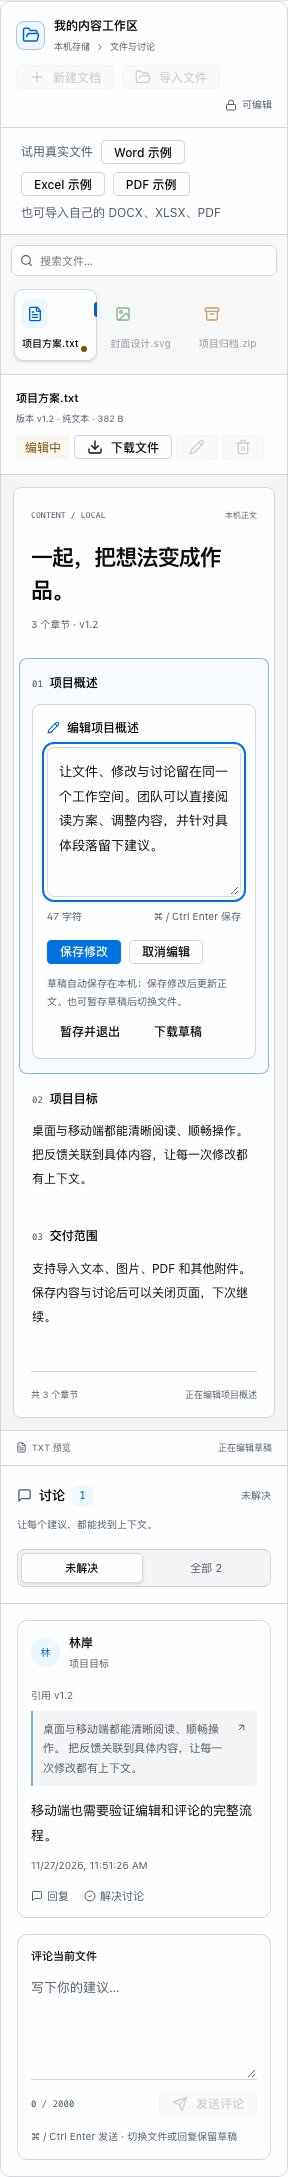 我的内容工作区
本机存储 > 文件与讨论
新建文档 导入文件
可编辑
试用真实文件 Word 示例
Excel 示例 PDF 示例
也可导入自己的 DOCX、XLSX、PDF
搜索文件...
项目方案.txt 封面设计.svg 项目归档.zip
项目方案.txt
版本 v1.2 · 纯文本 · 382 B
编辑中 下载文件
CONTENT / LOCAL 本机正文
一起，把想法变成作
品。
3 个章节 · v1.2
01 项目概述
编辑项目概述
让文件、修改与讨论留在同一
个工作空间。团队可以直接阅
读方案、调整内容，并针对具
体段落留下建议。
47 字符 ⌘ / Ctrl Enter 保存
保存修改 取消编辑
草稿自动保存在本机；保存修改后更新正
文。也可暂存草稿后切换文件。
暂存并退出 下载草稿
02 项目目标
桌面与移动端都能清晰阅读、顺畅操作。
把反馈关联到具体内容，让每一次修改都
有上下文。
03 交付范围
支持导入文本、图片、PDF 和其他附件。
保存内容与讨论后可以关闭页面，下次继
续。
共 3 个章节 正在编辑项目概述
TXT 预览 正在编辑草稿
讨论 1 未解决
让每个建议，都能找到上下文。
未解决 全部 2
林 林岸
项目目标
引用 v1.2
桌面与移动端都能清晰阅读、顺畅操
作。 把反馈关联到具体内容，让每一
次修改都有上下文。
移动端也需要验证编辑和评论的完整流
程。
11/27/2026, 11:51:26 AM
回复 解决讨论
评论当前文件
写下你的建议...
0 / 2000 发送评论
⌘ / Ctrl Enter 发送 · 切换文件或回复保留草稿